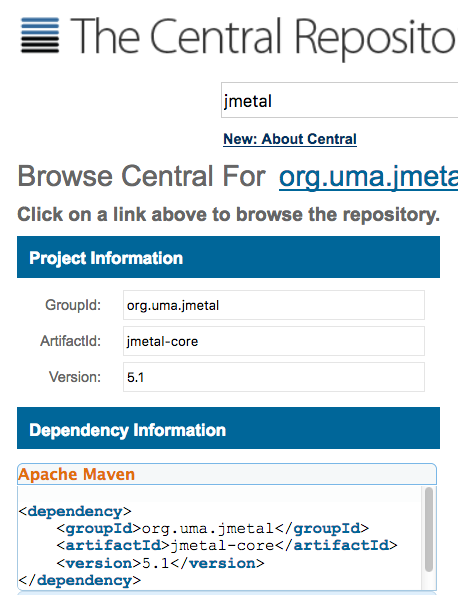 The Central Reposito
jmetal
New: About Central
Browse Central For org.uma.jmeta
Click on a link above to browse the repository.
Project Information
GroupId: org.uma.jmetal
ArtifactId: jmetal-core
Version: 5.1
Dependency Information
Apache Maven
<dependency>
<groupId>org.uma.jmetal</groupId>
<artifactId>jmetal-core</artifactId>
<version>5.1</version>
</dependency>